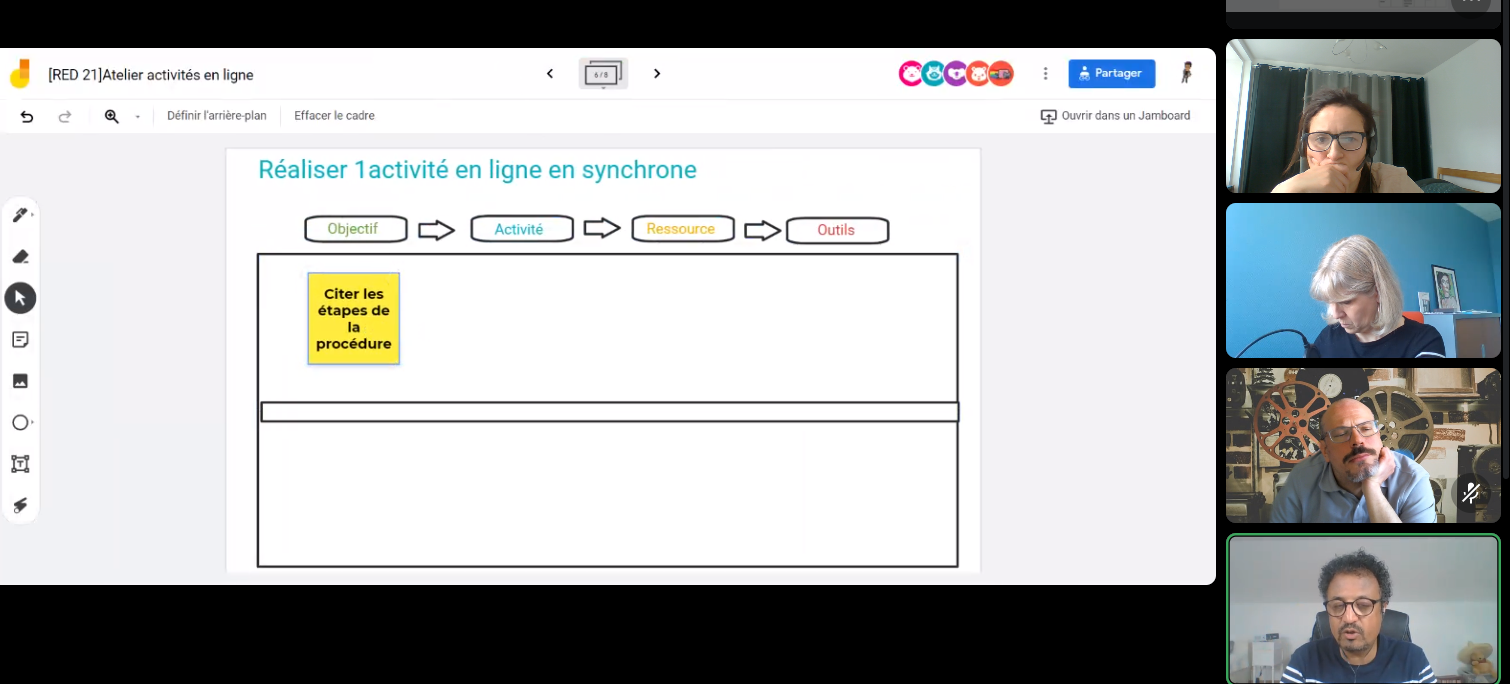 [RED 21]Atelier activités en ligne
6 / 8
Partager
Définir l'arrière-plan
Effacer le cadre
Ouvrir dans un Jamboard
Réaliser 1activité en ligne en synchrone
Objectif
Activité
Ressource
Outils
Citer les
étapes de
la
procédure